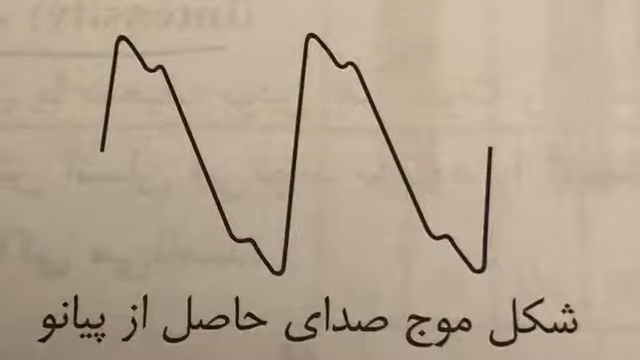 شکل موج صدای حاصل از پیانو